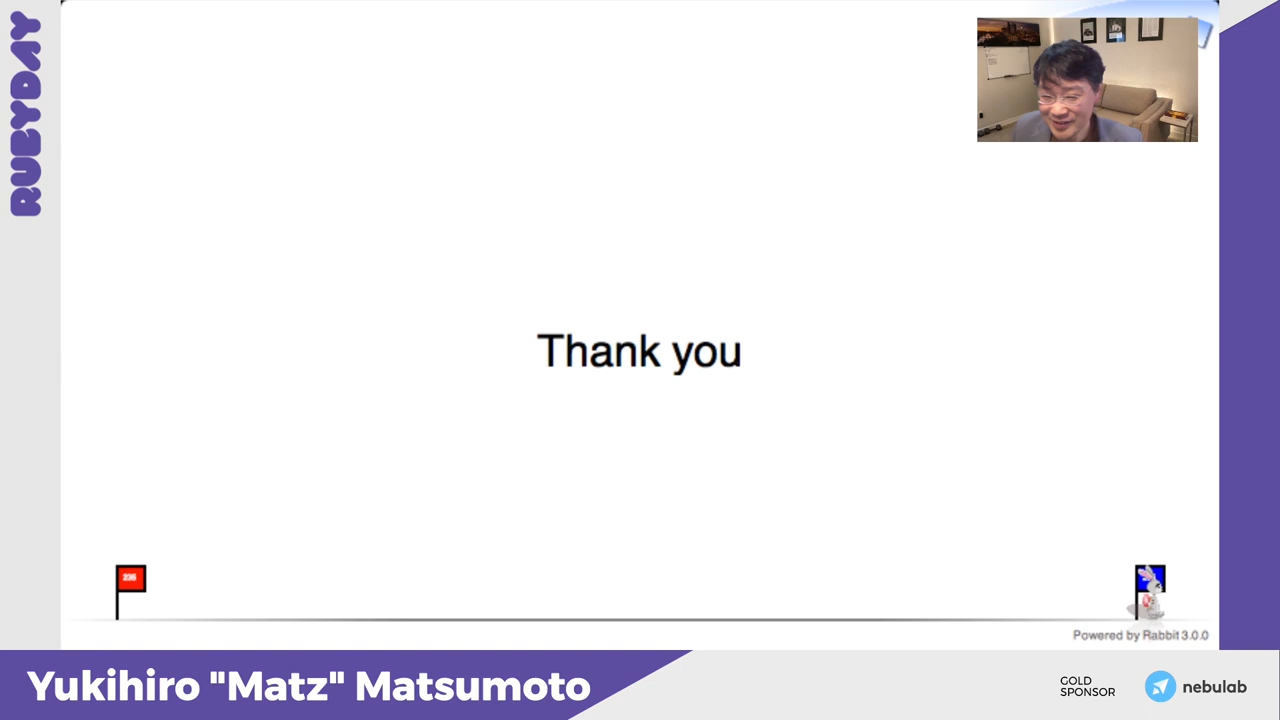 RUBYDAY
Thank you
Powered by Rabbit 3.0.0
Yukihiro "Matz" Matsumoto
GOLD
SPONSOR
nebulab